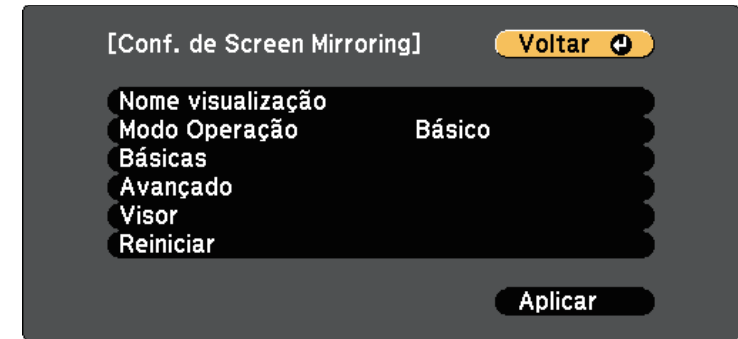 [Conf. de Screen Mirroring] Voltar
Nome visualização
Modo Operação Básico
Básicas
Avançado
Visor
Reiniciar
Aplicar